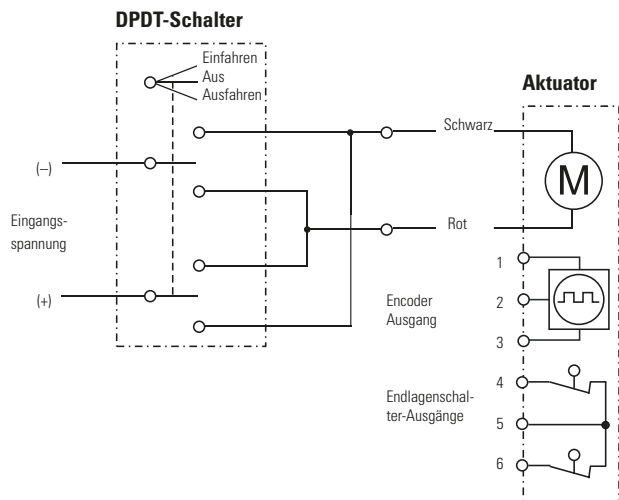 DPDT-Schalter
Einfahren
Aus
Ausfahren
(–)
Eingangs-
spannung
(+)
Schwarz
Rot
Encoder
Ausgang
Endlagenschal-
ter-Ausgänge
Aktuator
M
1
2
3
4
5
6